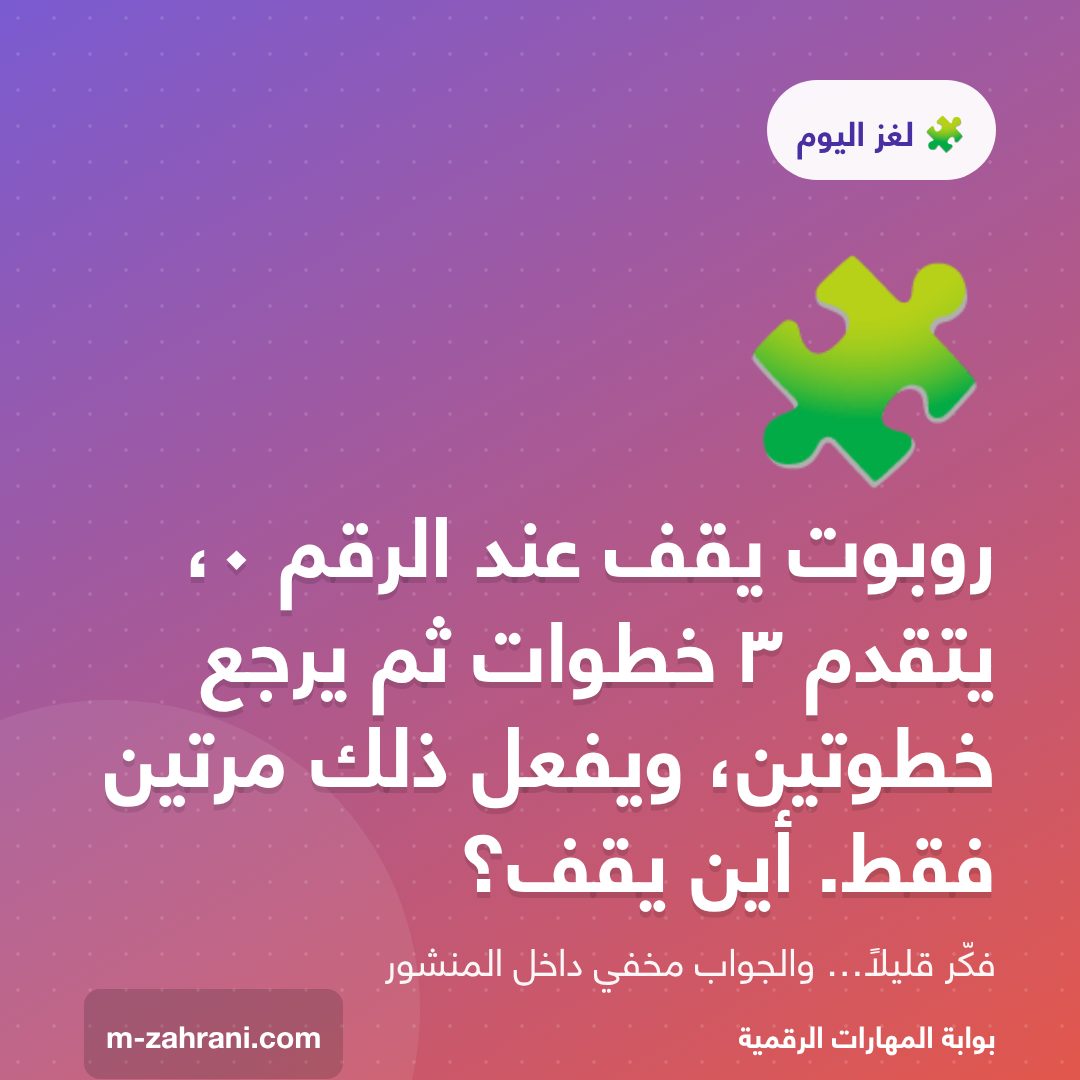 لغز اليوم
روبوت يقف عند الرقم ٠،
يتقدم ٣ خطوات ثم يرجع
خطوتين، ويفعل ذلك مرتين
فقط. أين يقف؟
فكّر قليلاً... والجواب مخفي داخل المنشور
بوابة المهارات الرقمية
m-zahrani.com